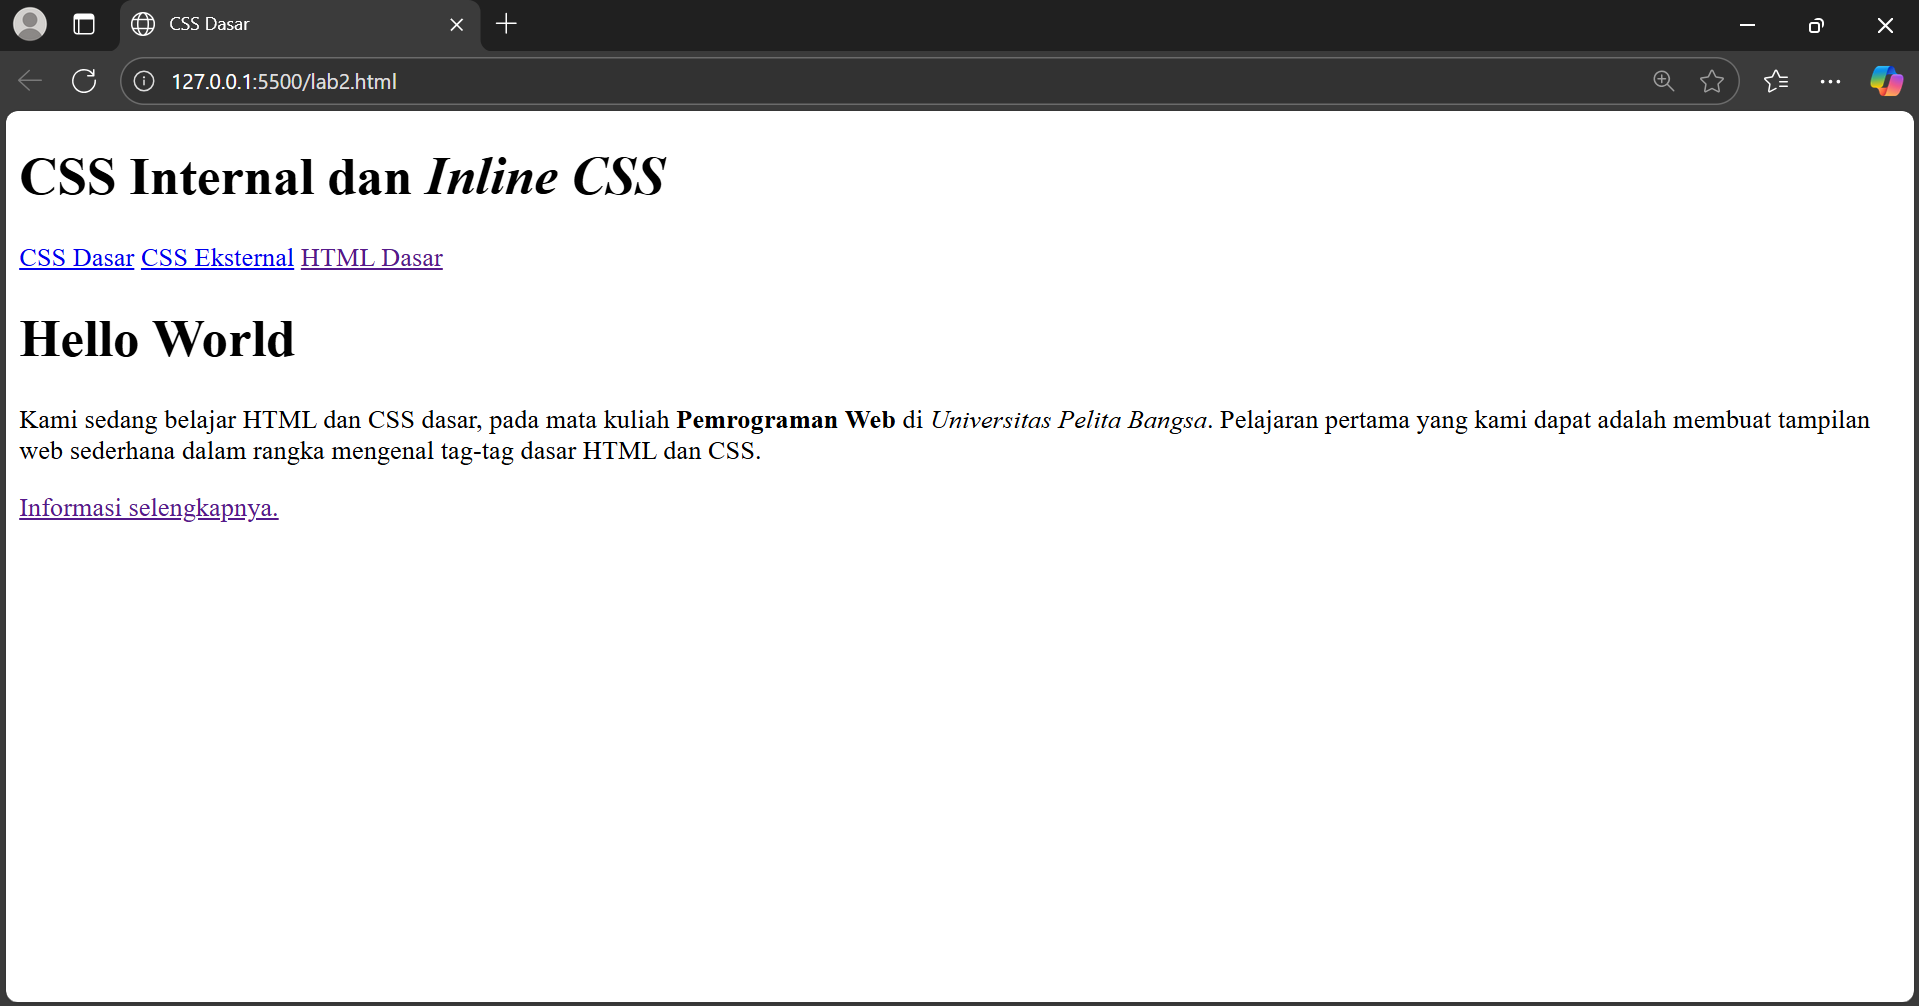 CSS Dasar
127.0.0.1:5500/lab2.html
CSS Internal dan Inline CSS
CSS Dasar CSS Eksternal HTML Dasar
Hello World
Kami sedang belajar HTML dan CSS dasar, pada mata kuliah Pemrograman Web di Universitas Pelita Bangsa. Pelajaran pertama yang kami dapat adalah membuat tampilan
web sederhana dalam rangka mengenal tag-tag dasar HTML dan CSS.
Informasi selengkapnya.